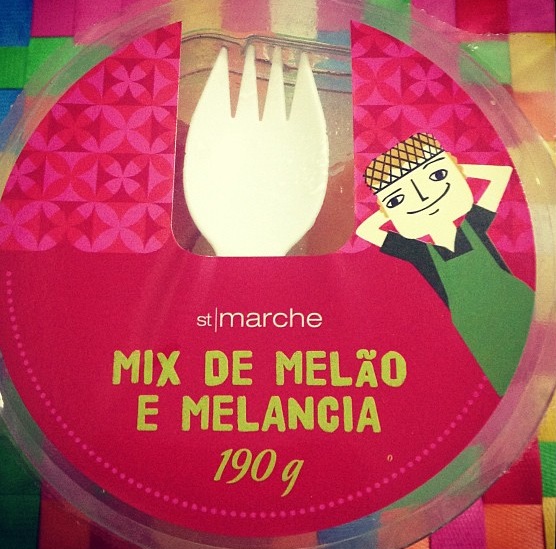 st|marche
MIX DE MELÃO
E MELANCIA
190 g